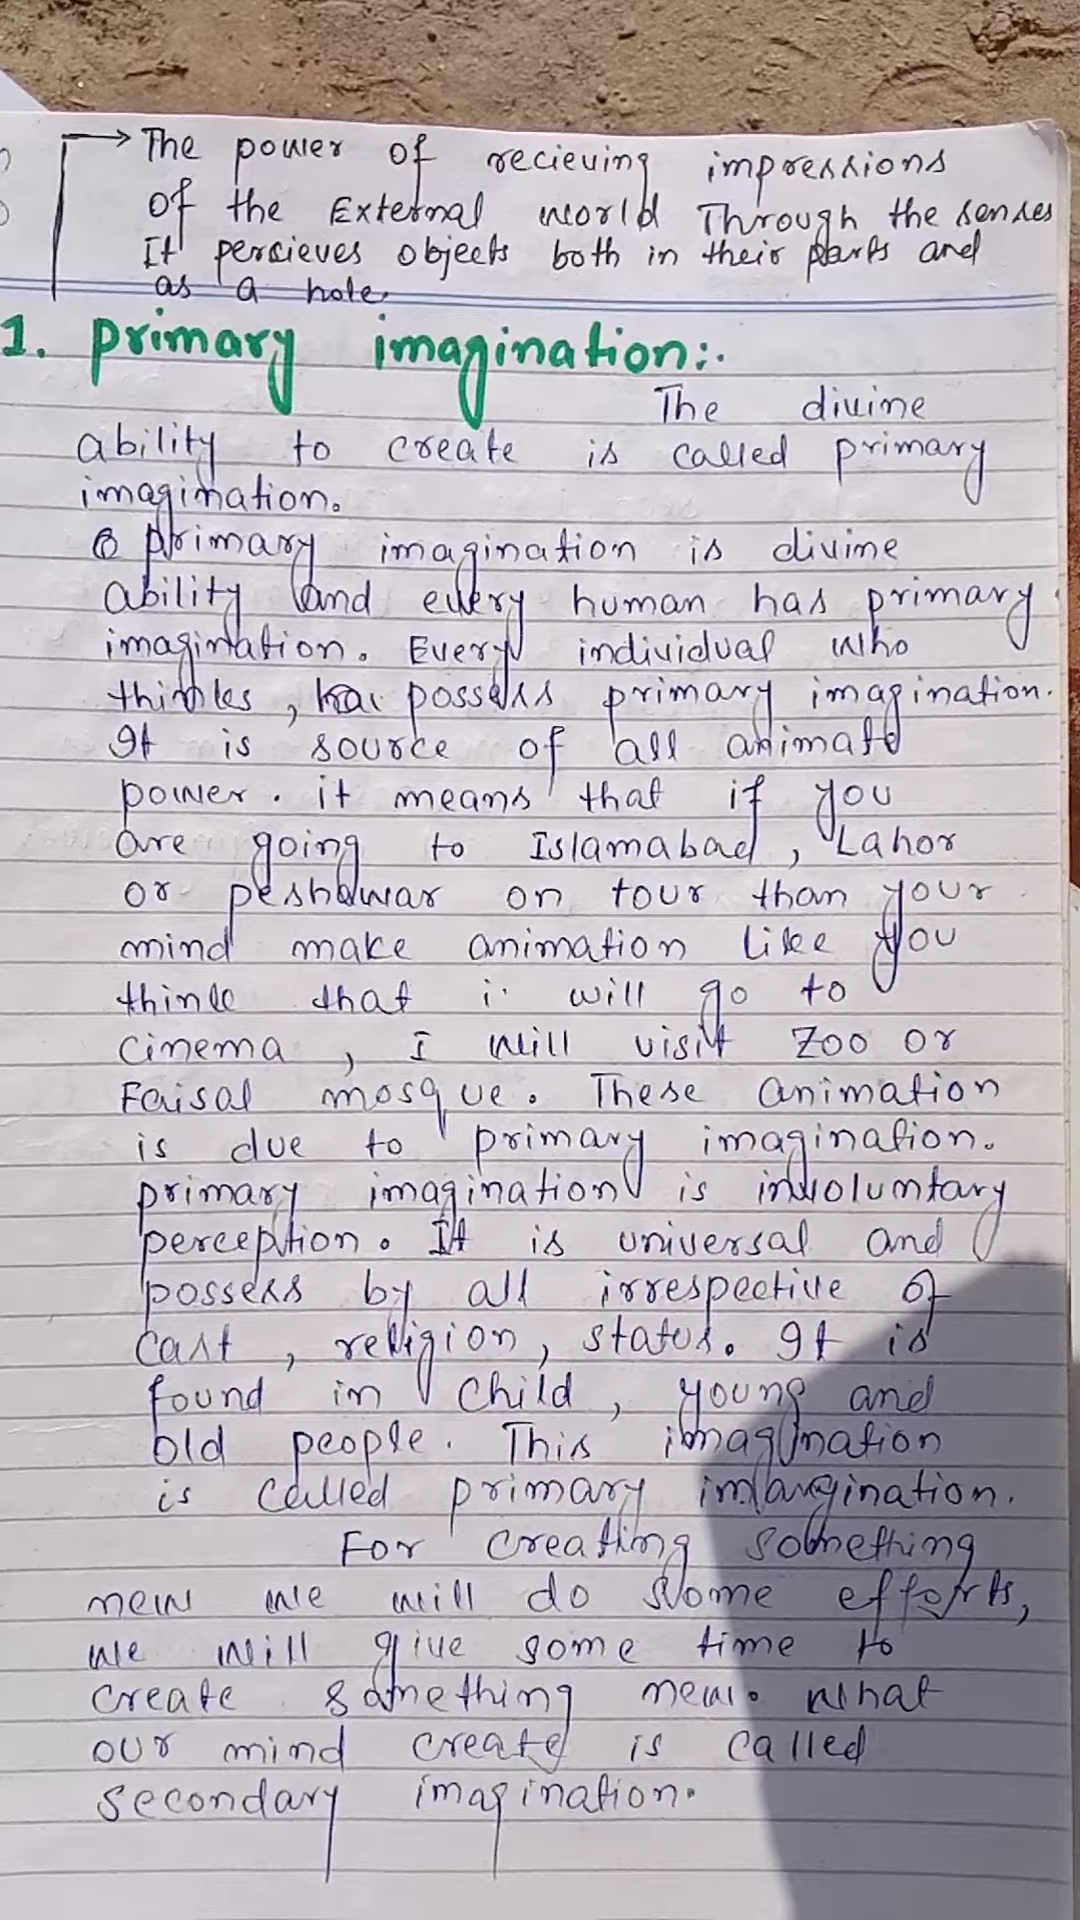 The power of recieving impressions
of the External world Through the senses
It percieves objects both in their parts and
as a hole.
1. primary imagination:.
The divine
ability to create is called primary
imagination.
primary imagination is divine
ability and every human has primary
imagination. Every individual who
thinkes, possess primary imagination.
It is source of all animate
power. it means that if you
are going to Islamabad, Lahor
or peshawar on tour than your
mind make animation like you
think that i will go to
cinema, I will visit Zoo or
Faisal mosque. These animation
is due to primary imagination.
primary imagination is involuntary
perception. It is universal and
possess by all irrespective of
cast, religion, status. It is
found in child, young and
old people. This imagination
is called primary imagination.
For creating something
new we will do some efforts,
we will give some time to
create something new. what
our mind create is called
secondary imagination.